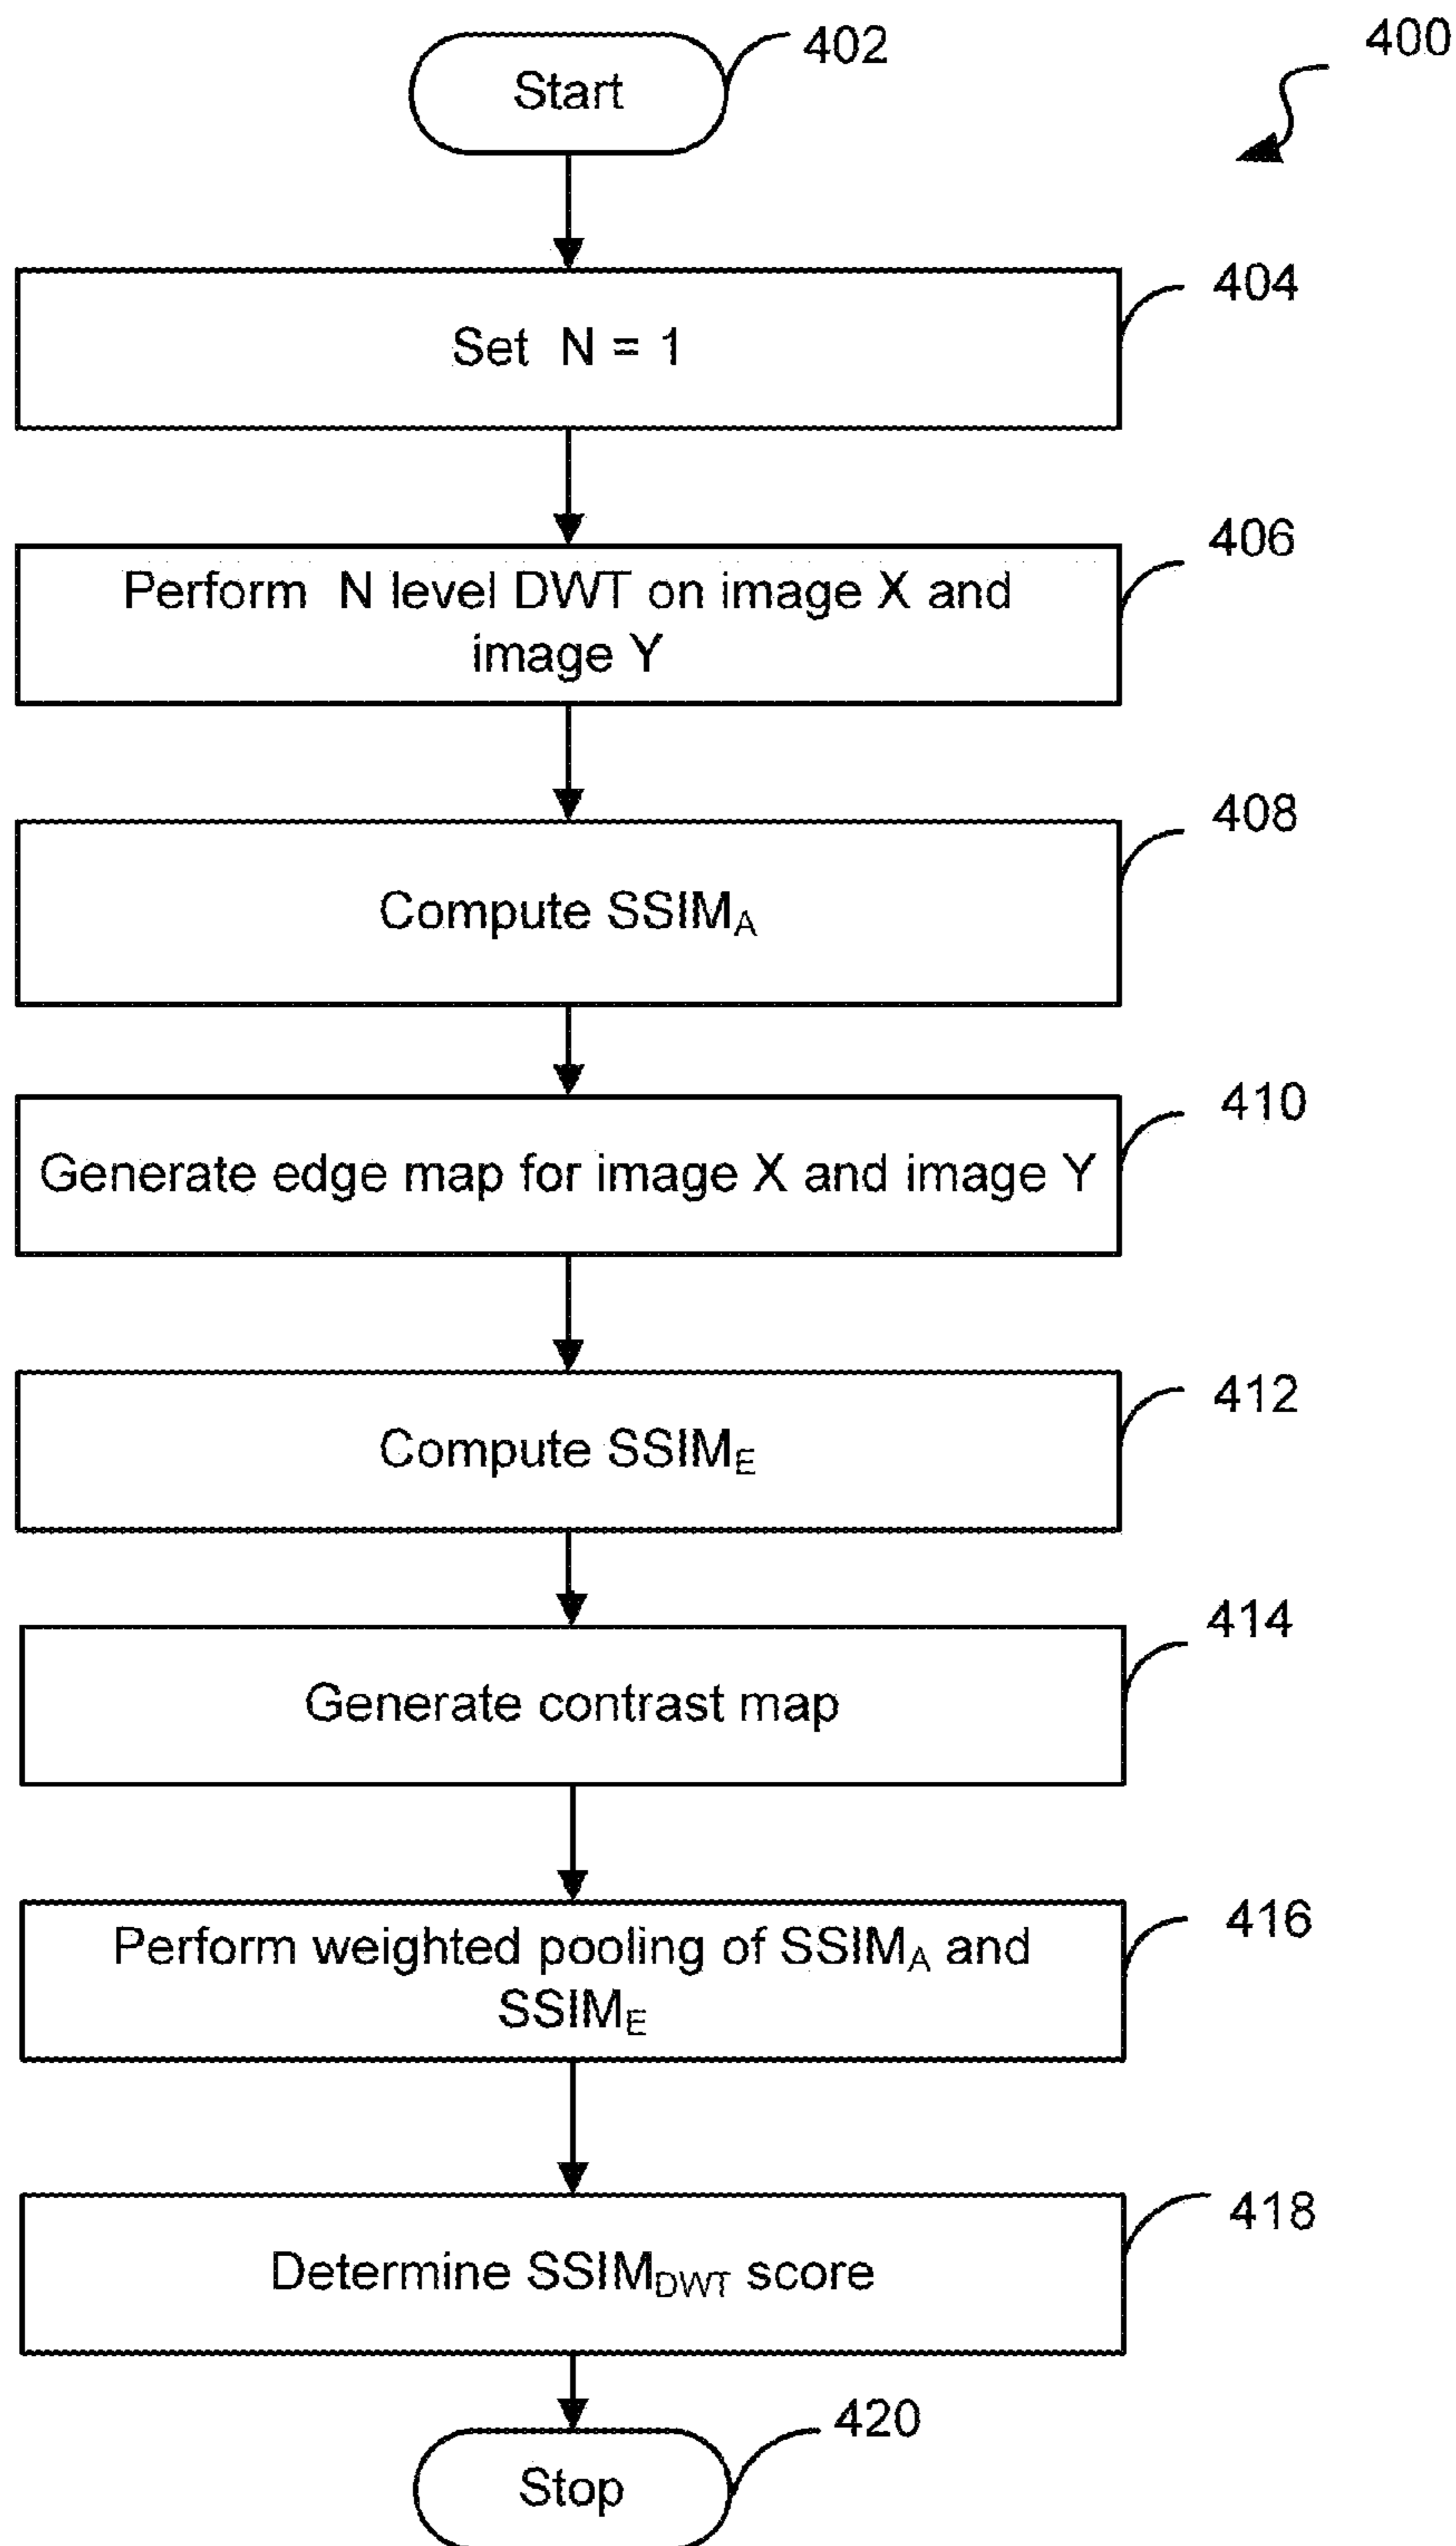 402
400
Start
404
Set N = 1
406
Perform N level DWT on image X and
image Y
408
Compute SSIMA
410
Generate edge map for image X and image Y
412
Compute SSIME
414
Generate contrast map
416
Perform weighted pooling of SSIMA and
SSIME
418
Determine SSIMDWT score
420
Stop